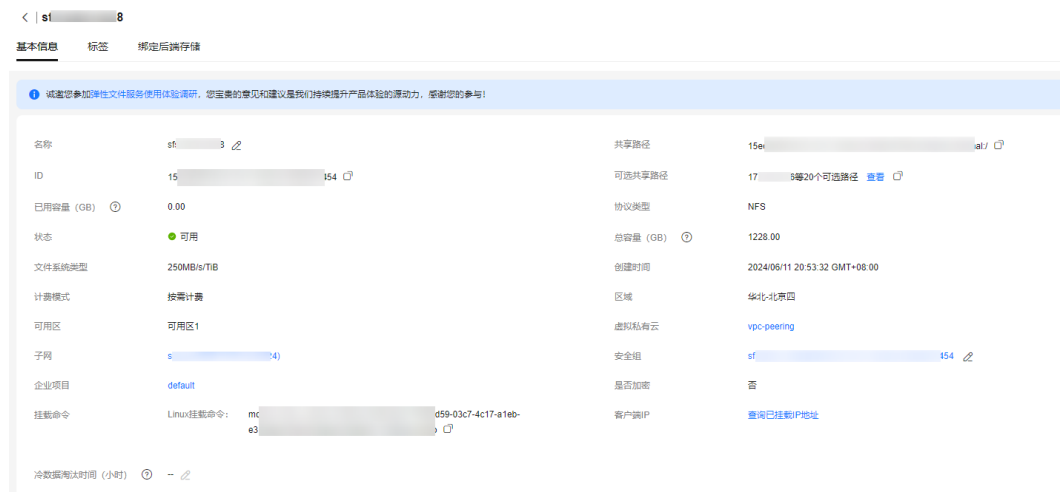 基本信息 标签 绑定后端存储
诚邀您参加弹性文件服务使用体验调研，您宝贵的意见和建议是我们持续提升产品体验的源动力，感谢您的参与！
名称 共享路径
ID 454 可选共享路径 17 6等20个可选路径 查看
已用容量（GB） 0.00 协议类型 NFS
状态 可用 总容量（GB） 1228.00
文件系统类型 250MB/s/TiB 创建时间 2024/06/11 20:53:32 GMT+08:00
计费模式 按需计费 区域 华北-北京四
可用区 可用区1 虚拟私有云 vpc-peering
子网 24) 安全组 454
企业项目 default 是否加密 否
挂载命令 Linux挂载命令： d59-03c7-4c17-a1eb- 客户端IP 查询已挂载IP地址
e3
冷数据淘汰时间（小时） --